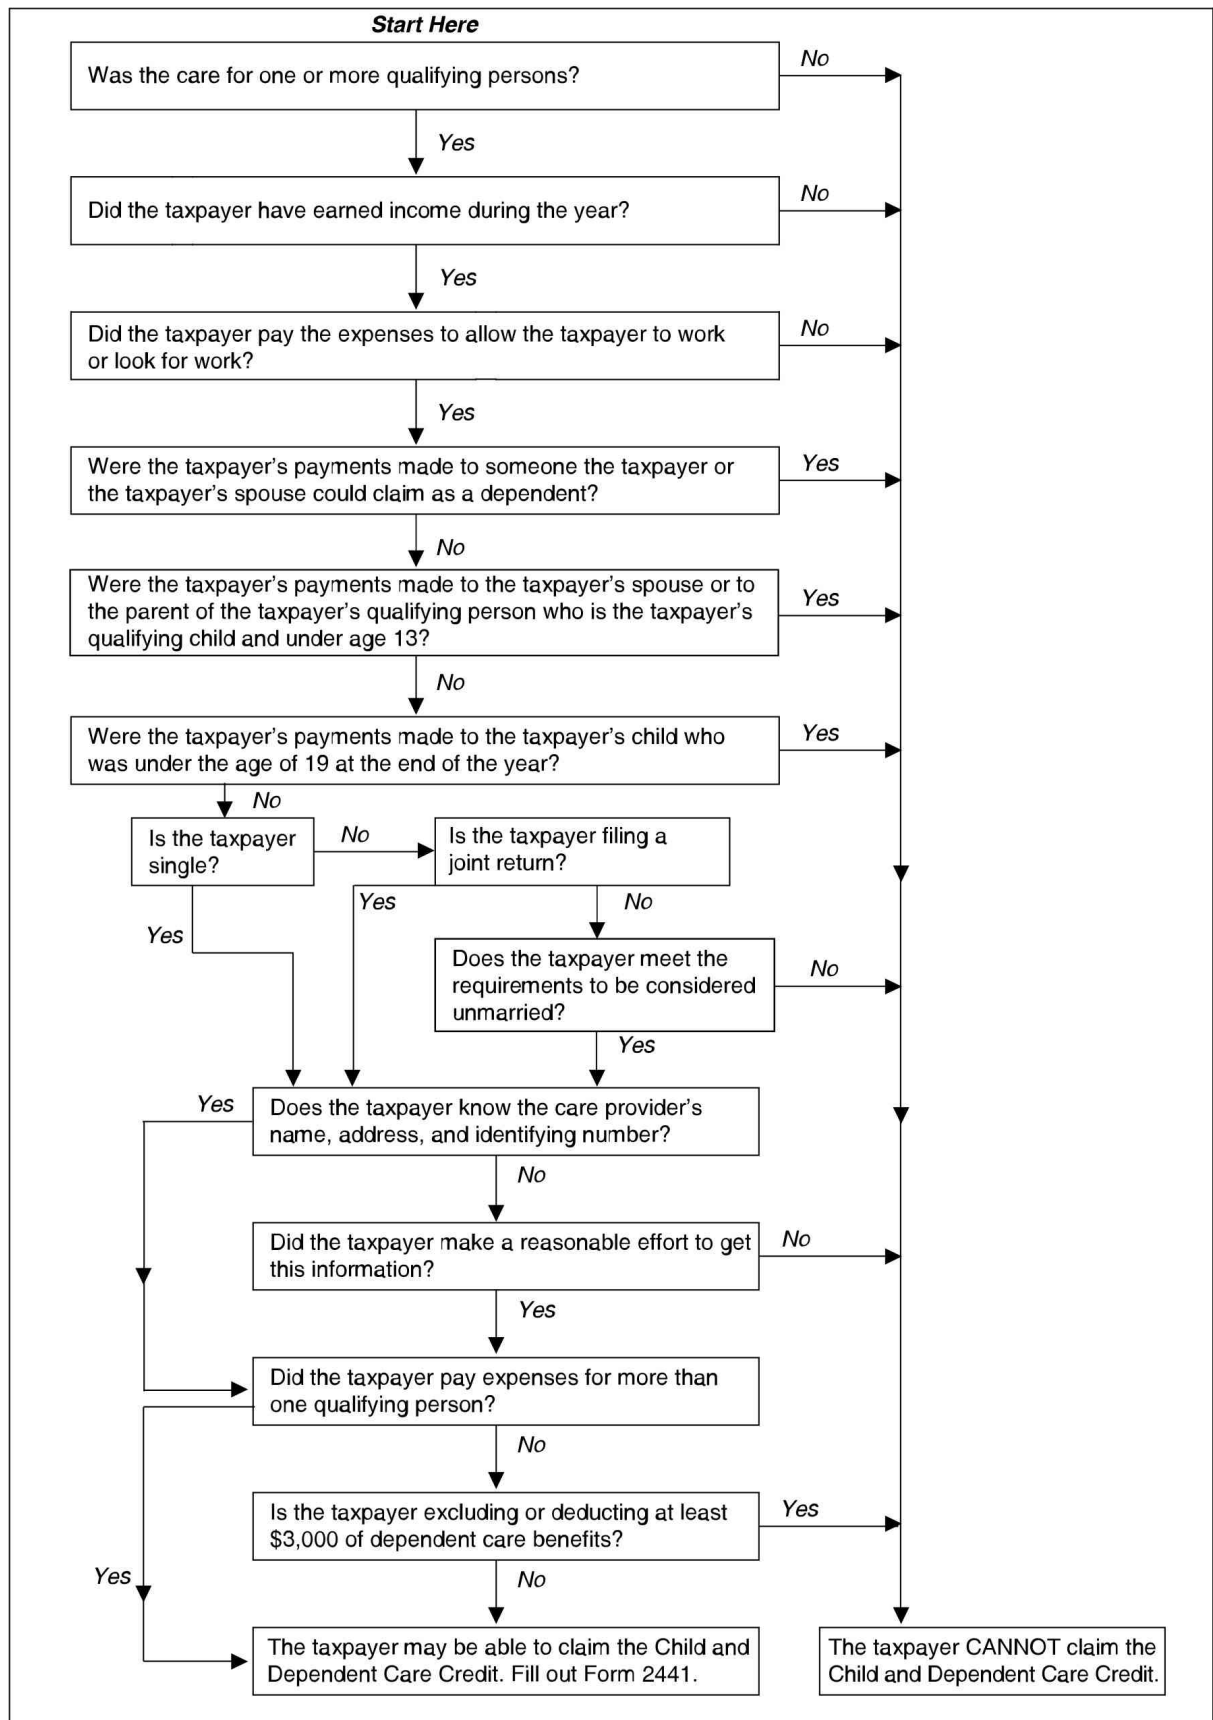 Start Here
Was the care for one or more qualifying persons?
No
Yes
Did the taxpayer have earned income during the year?
No
Yes
Did the taxpayer pay the expenses to allow the taxpayer to work
or look for work?
No
Yes
Were the taxpayer's payments made to someone the taxpayer or
the taxpayer's spouse could claim as a dependent?
Yes
No
Were the taxpayer's payments made to the taxpayer's spouse or to
the parent of the taxpayer's qualifying person who is the taxpayer's
qualifying child and under age 13?
Yes
No
Were the taxpayer's payments made to the taxpayer's child who
was under the age of 19 at the end of the year?
Yes
No
Is the taxpayer
single?
No
Is the taxpayer filing a
joint return?
Yes
No
Yes
Does the taxpayer meet the
requirements to be considered
unmarried?
No
Yes
Does the taxpayer know the care provider's
name, address, and identifying number?
Yes
No
Did the taxpayer make a reasonable effort to get
this information?
No
Yes
Did the taxpayer pay expenses for more than
one qualifying person?
No
Is the taxpayer excluding or deducting at least
$3,000 of dependent care benefits?
Yes
No
Yes
The taxpayer may be able to claim the Child and
Dependent Care Credit. Fill out Form 2441.
The taxpayer CANNOT claim the
Child and Dependent Care Credit.